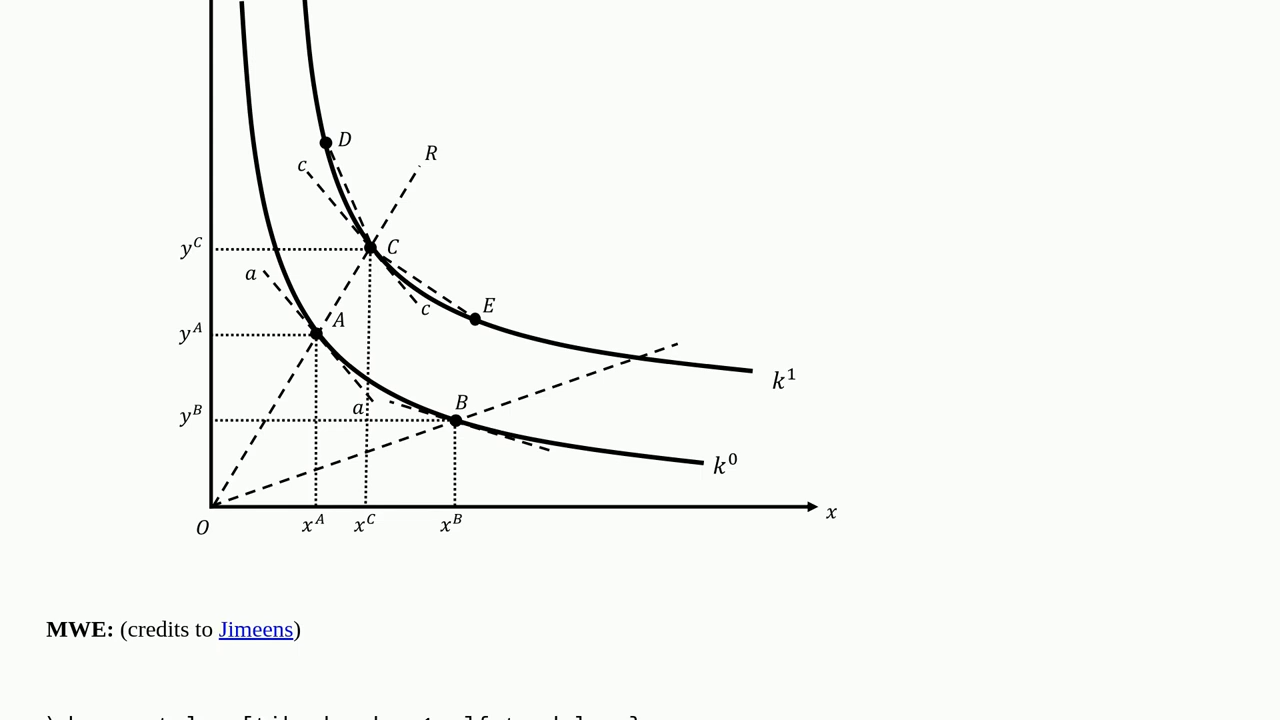 D
R
c
y^C
C
a
E
c
A
y^A
k^1
B
a
y^B
k^0
x
O
x^A
x^C
x^B
MWE: (credits to Jimeens)